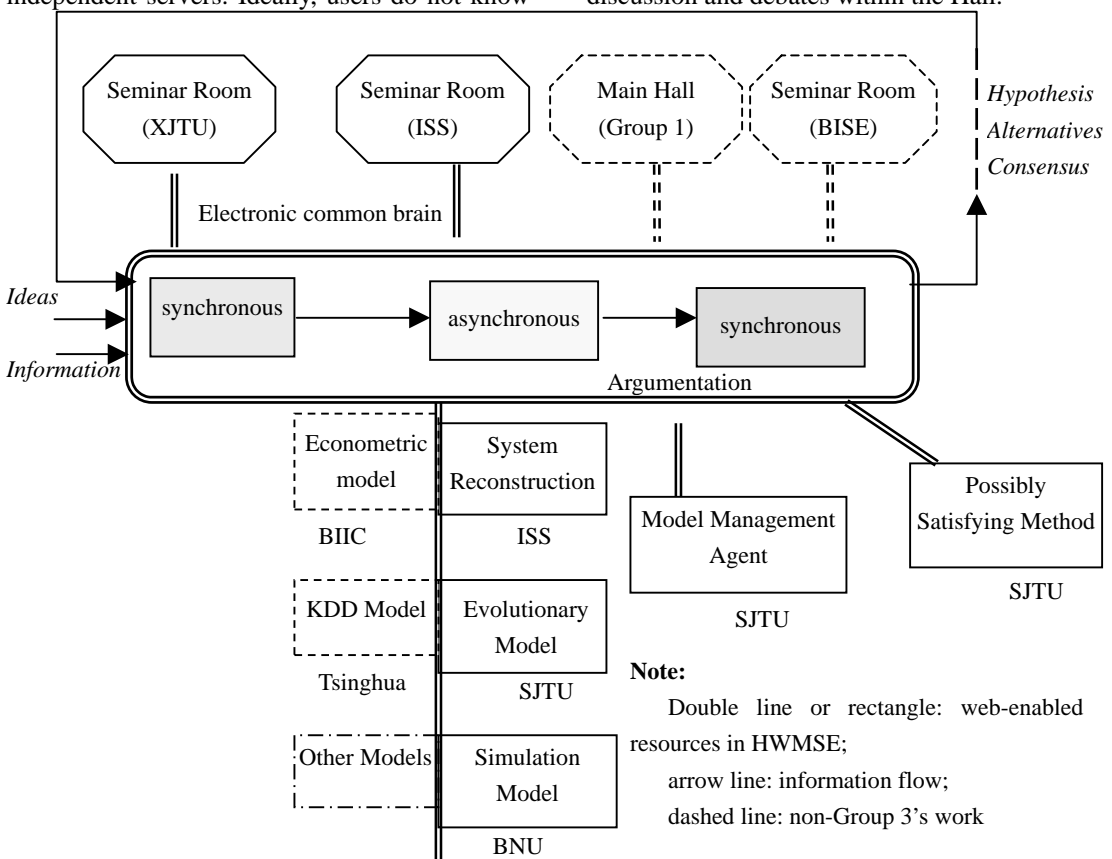 independent servers. Ideally, users do not know
discussion and debates within the Hall.
Seminar Room
(XJTU)
Seminar Room
(ISS)
Main Hall
(Group 1)
Seminar Room
(BISE)
Hypothesis
Alternatives
Consensus
Electronic common brain
Ideas
Information
synchronous
asynchronous
synchronous
Argumentation
Econometric
model
BIIC
System
Reconstruction
ISS
Model Management
Agent
SJTU
Possibly
Satisfying Method
SJTU
KDD Model
Tsinghua
Evolutionary
Model
SJTU
Other Models
Simulation
Model
BNU
Note:
Double line or rectangle: web-enabled
resources in HWMSE;
arrow line: information flow;
dashed line: non-Group 3's work